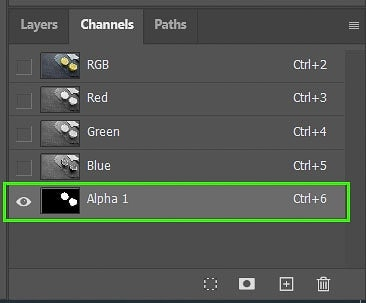 Layers Channels Paths
RGB Ctrl+2
Red Ctrl+3
Green Ctrl+4
Blue Ctrl+5
Alpha 1 Ctrl+6